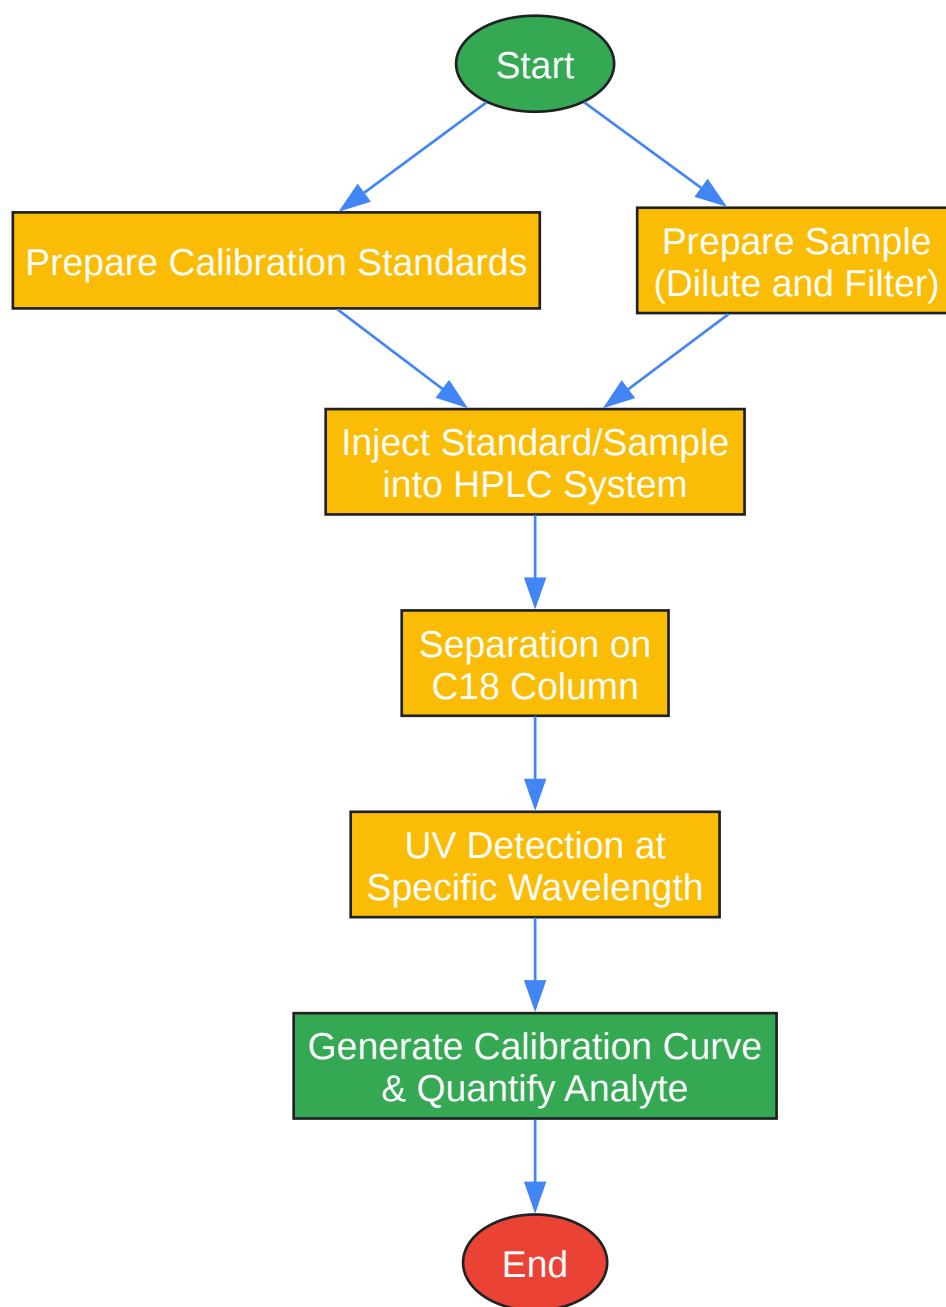 Start
Prepare Calibration Standards
Prepare Sample
(Dilute and Filter)
Inject Standard/Sample
into HPLC System
Separation on
C18 Column
UV Detection at
Specific Wavelength
Generate Calibration Curve
& Quantify Analyte
End